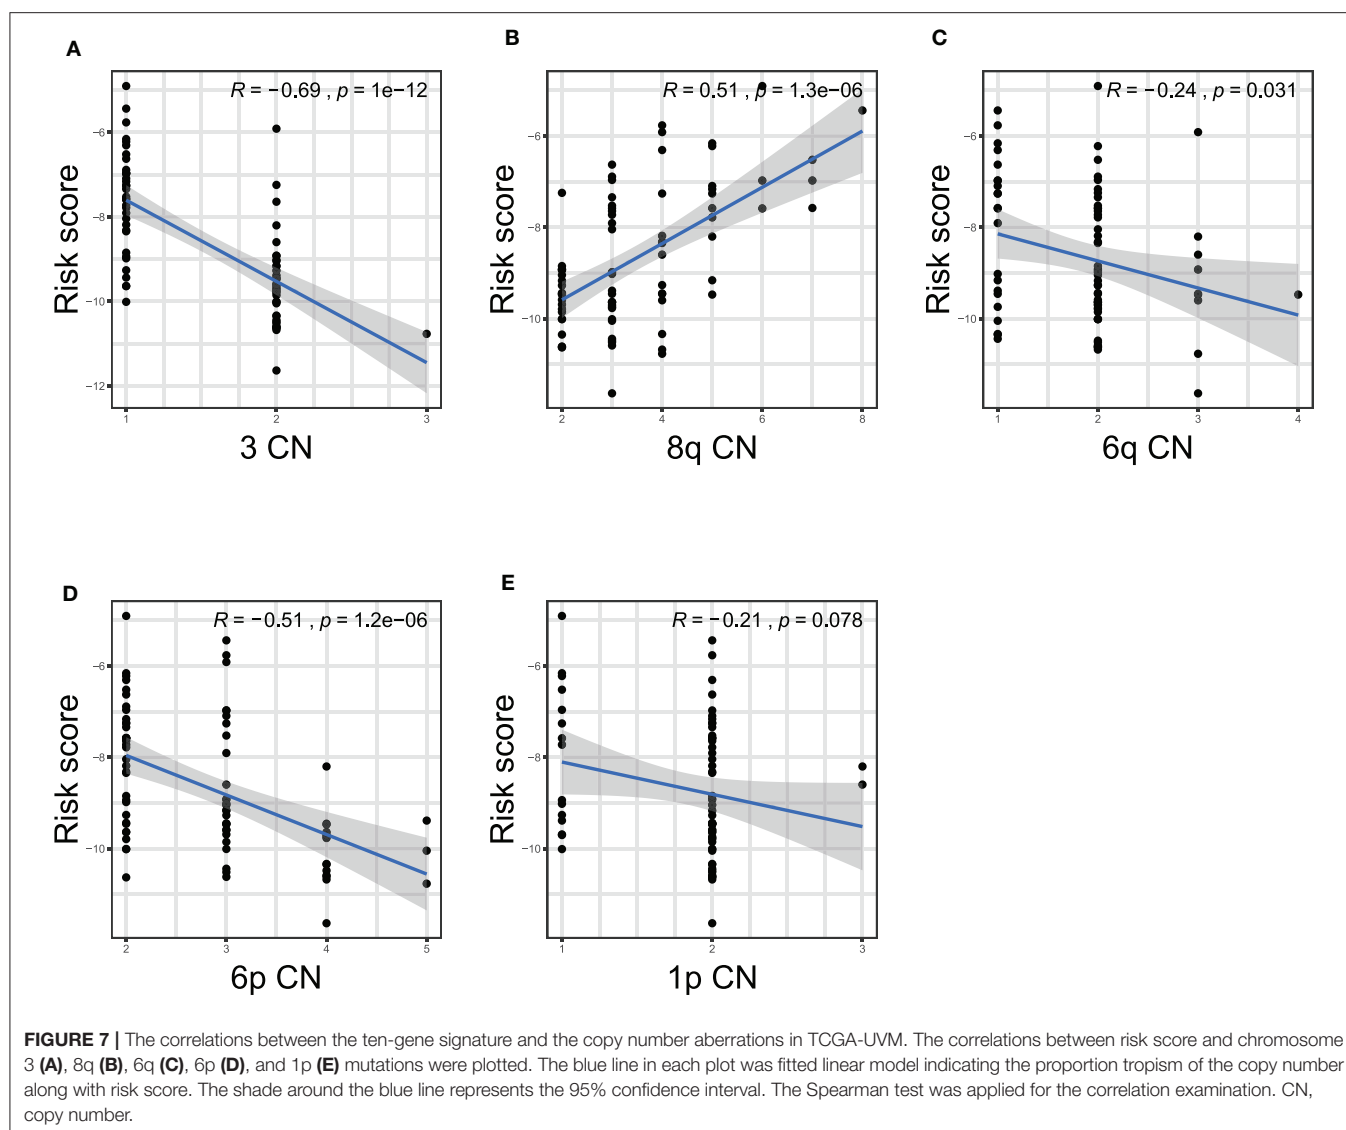 A
R = −0.69 , p = 1e−12
Risk score
−6
−8
−10
−12
1 2 3
3 CN
B
R = 0.51 , p = 1.3e−06
Risk score
−6
−8
−10
2 3 4 5 6 7 8
8q CN
C
R = −0.24 , p = 0.031
Risk score
−6
−8
−10
1 2 3 4
6q CN
D
R = −0.51 , p = 1.2e−06
Risk score
−6
−8
−10
2 3 4 5
6p CN
E
R = −0.21 , p = 0.078
Risk score
−6
−8
−10
1 2 3
1p CN
FIGURE 7 | The correlations between the ten-gene signature and the copy number aberrations in TCGA-UVM. The correlations between risk score and chromosome
3 (A), 8q (B), 6q (C), 6p (D), and 1p (E) mutations were plotted. The blue line in each plot was fitted linear model indicating the proportion tropism of the copy number
along with risk score. The shade around the blue line represents the 95% confidence interval. The Spearman test was applied for the correlation examination. CN,
copy number.